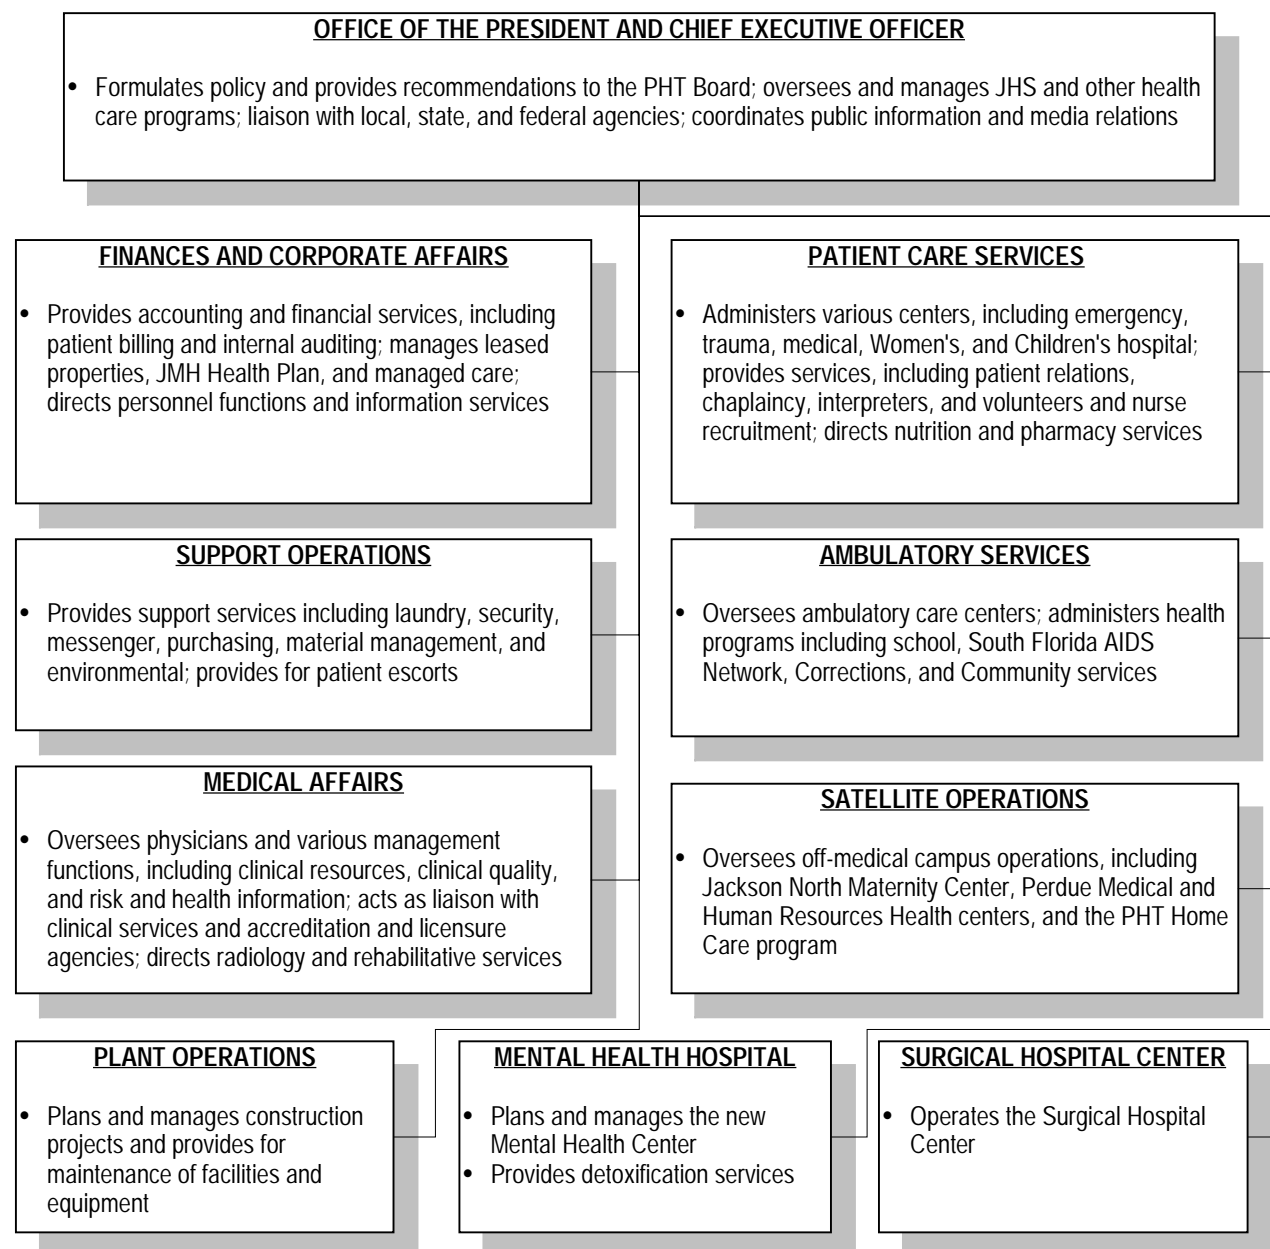 OFFICE OF THE PRESIDENT AND CHIEF EXECUTIVE OFFICER
• Formulates policy and provides recommendations to the PHT Board; oversees and manages JHS and other health
care programs; liaison with local, state, and federal agencies; coordinates public information and media relations
FINANCES AND CORPORATE AFFAIRS
• Provides accounting and financial services, including
patient billing and internal auditing; manages leased
properties, JMH Health Plan, and managed care;
directs personnel functions and information services
PATIENT CARE SERVICES
• Administers various centers, including emergency,
trauma, medical, Women's, and Children's hospital;
provides services, including patient relations,
chaplaincy, interpreters, and volunteers and nurse
recruitment; directs nutrition and pharmacy services
SUPPORT OPERATIONS
• Provides support services including laundry, security,
messenger, purchasing, material management, and
environmental; provides for patient escorts
AMBULATORY SERVICES
• Oversees ambulatory care centers; administers health
programs including school, South Florida AIDS
Network, Corrections, and Community services
MEDICAL AFFAIRS
• Oversees physicians and various management
functions, including clinical resources, clinical quality,
and risk and health information; acts as liaison with
clinical services and accreditation and licensure
agencies; directs radiology and rehabilitative services
SATELLITE OPERATIONS
• Oversees off-medical campus operations, including
Jackson North Maternity Center, Perdue Medical and
Human Resources Health centers, and the PHT Home
Care program
PLANT OPERATIONS
• Plans and manages construction
projects and provides for
maintenance of facilities and
equipment
MENTAL HEALTH HOSPITAL
• Plans and manages the new
Mental Health Center
• Provides detoxification services
SURGICAL HOSPITAL CENTER
• Operates the Surgical Hospital
Center